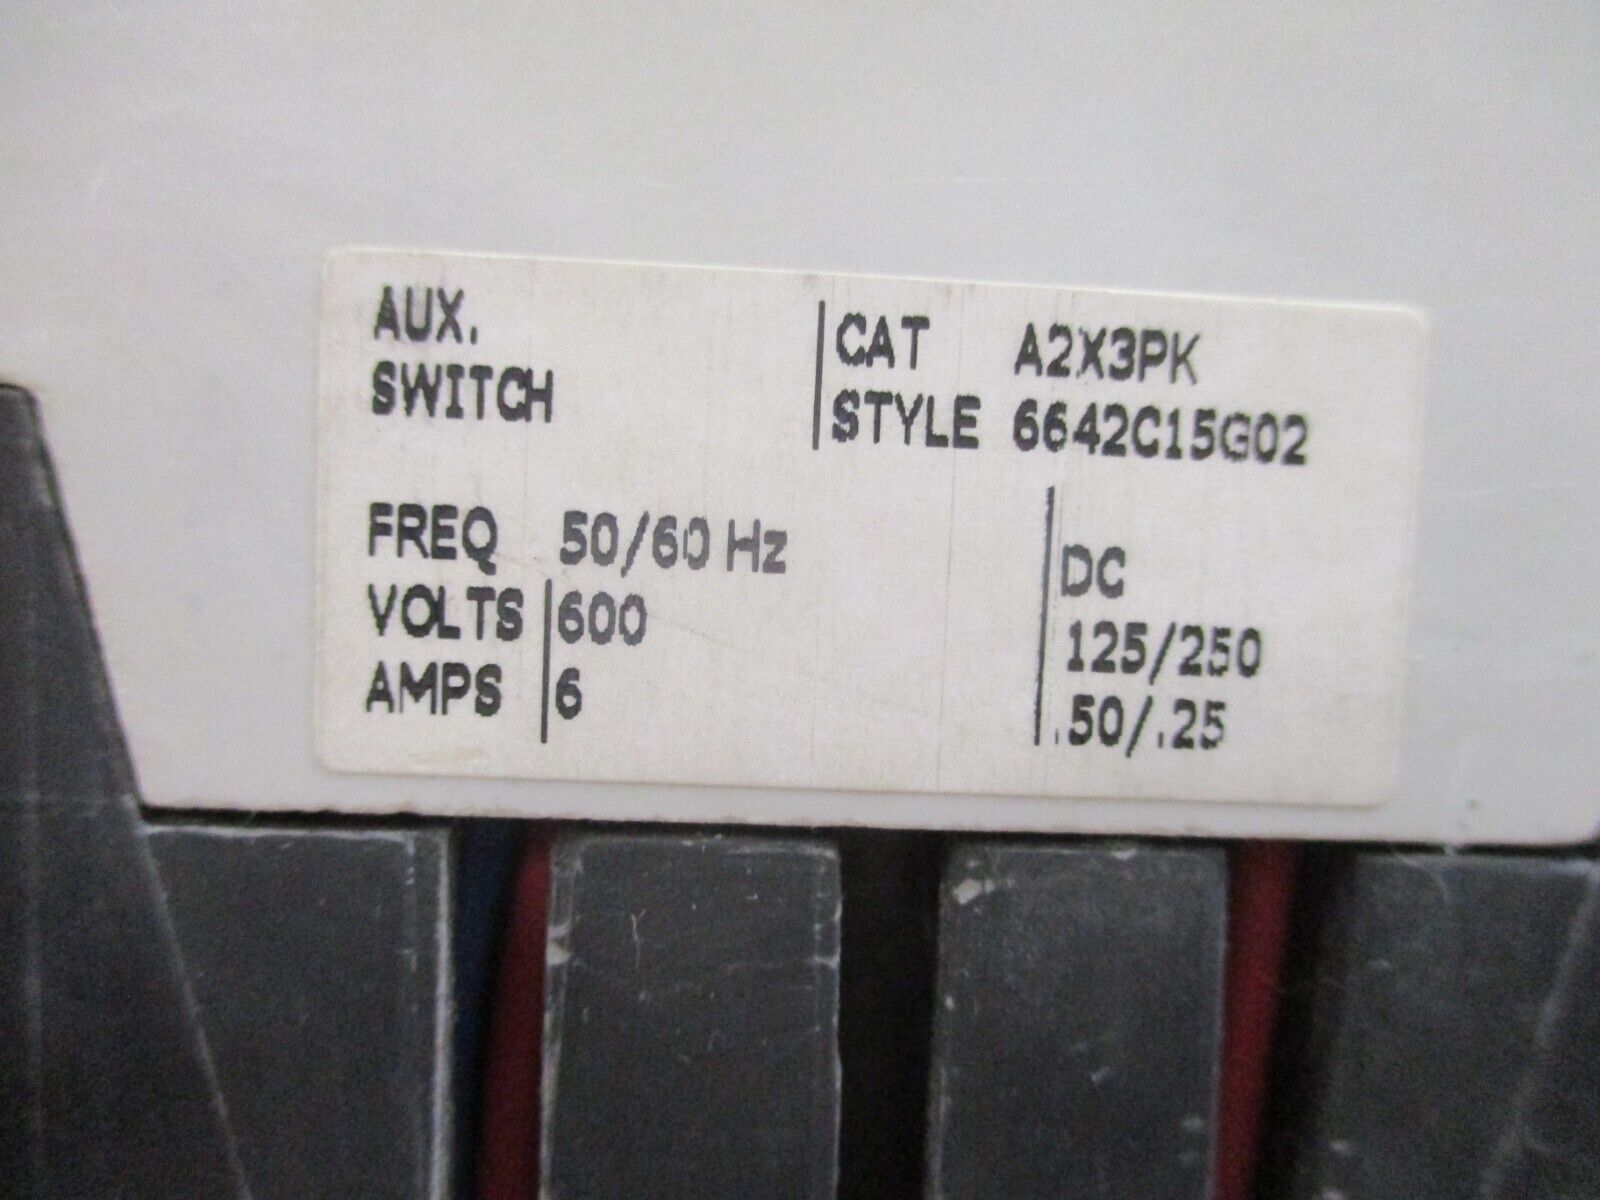 AUX. CAT A2X3PK
SWITCH STYLE 6642C15G02
FREQ 50/60 Hz DC
VOLTS 600 125/250
AMPS 6 .50/.25